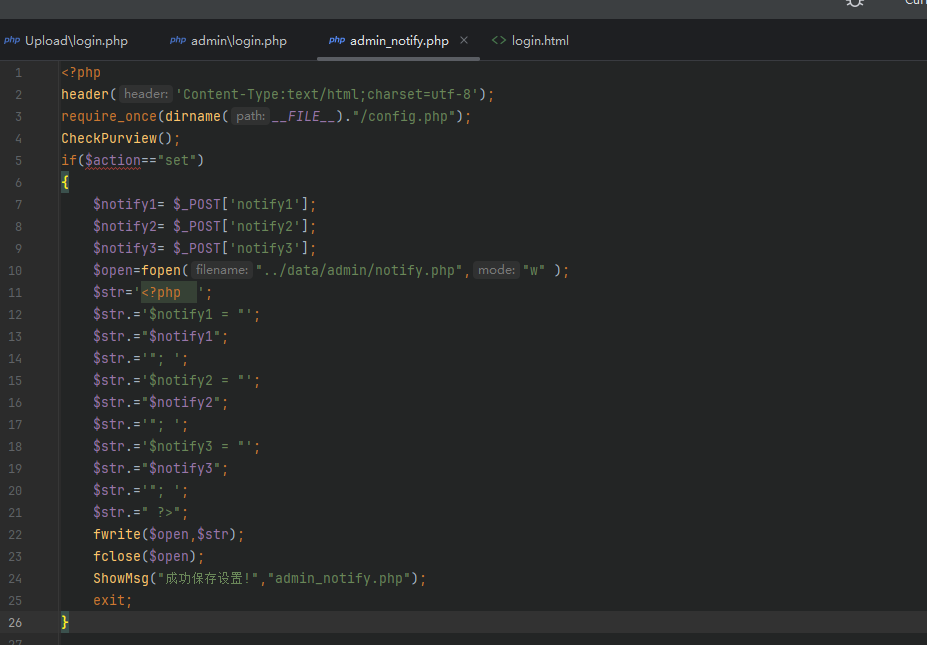 Curr
php Upload\login.php php admin\login.php php admin_notify.php × <> login.html
1 <?php
2 header( header: 'Content-Type:text/html;charset=utf-8');
3 require_once(dirname( path: __FILE__)."/config.php");
4 CheckPurview();
5 if($action=="set")
6 {
7 $notify1= $_POST['notify1'];
8 $notify2= $_POST['notify2'];
9 $notify3= $_POST['notify3'];
10 $open=fopen( filename: "../data/admin/notify.php", mode: "w" );
11 $str='<?php  ';
12 $str.='$notify1 = "';
13 $str.="$notify1";
14 $str.='"; ';
15 $str.='$notify2 = "';
16 $str.="$notify2";
17 $str.='"; ';
18 $str.='$notify3 = "';
19 $str.="$notify3";
20 $str.='"; ';
21 $str.=" ?>";
22 fwrite($open,$str);
23 fclose($open);
24 ShowMsg("成功保存设置!","admin_notify.php");
25 exit;
26 }
27